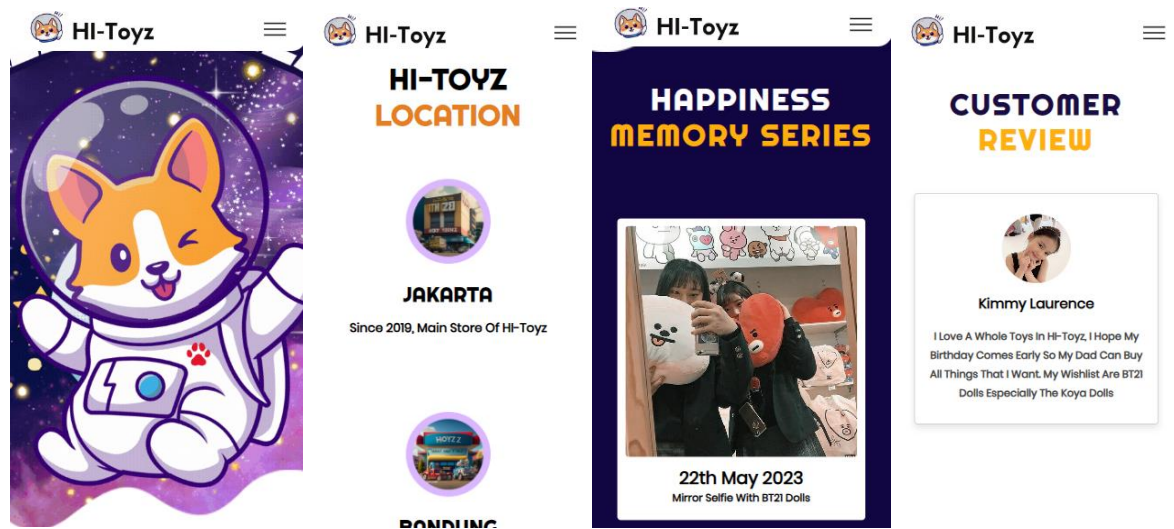 HI-Toyz
HI-Toyz
HI-TOYZ
LOCATION
JAKARTA
Since 2019, Main Store Of HI-Toyz
HOYZZ
BANDUNG
HI-Toyz
HAPPINESS
MEMORY SERIES
22th May 2023
Mirror Selfie With BT21 Dolls
HI-Toyz
CUSTOMER
REVIEW
Kimmy Laurence
I Love A Whole Toys In HI-Toyz, I Hope My
Birthday Comes Early So My Dad Can Buy
All Things That I Want. My Wishlist Are BT21
Dolls Especially The Koya Dolls